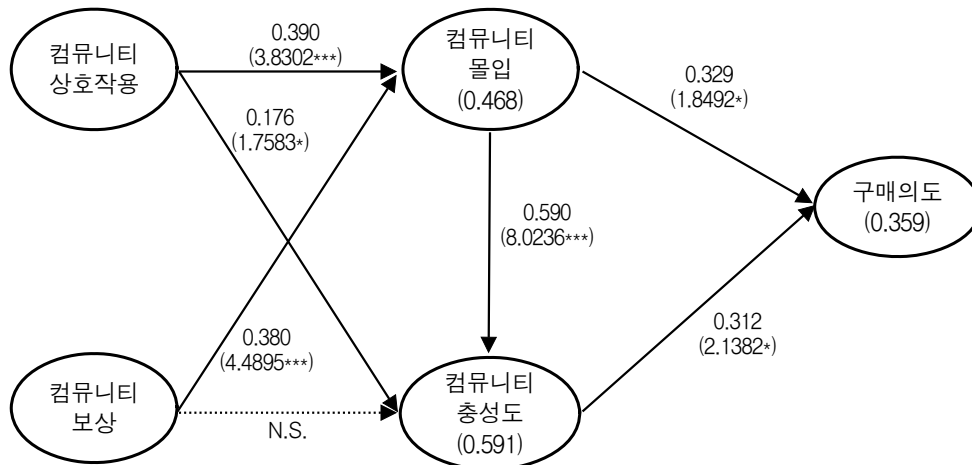 컴뮤니티
상호작용
0.390
(3.8302***)
컴뮤니티
몰입
(0.468)
0.329
(1.8492*)
0.176
(1.7583*)
구매의도
(0.359)
0.590
(8.0236***)
0.380
(4.4895***)
0.312
(2.1382*)
컴뮤니티
보상
N.S.
컴뮤니티
충성도
(0.591)